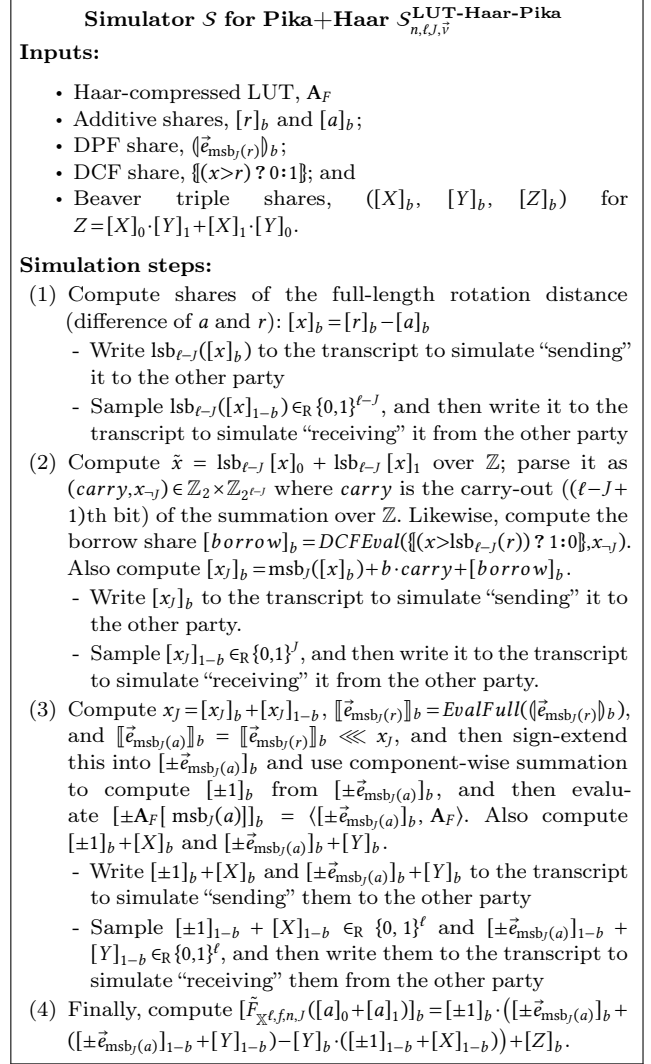 Simulator 𝒮 for Pika+Haar 𝒮^{LUT-Haar-Pika}_{n,ℓ,J,ν⃗}
Inputs:
• Haar-compressed LUT, A_F
• Additive shares, [r]_b and [a]_b;
• DPF share, ⦅e⃗_{msb_J(r)}⦆_b;
• DCF share, {[(x>r) ? 0:1]}; and
• Beaver triple shares, ([X]_b, [Y]_b, [Z]_b) for
Z=[X]_0·[Y]_1+[X]_1·[Y]_0.
Simulation steps:
(1) Compute shares of the full-length rotation distance
(difference of a and r): [x]_b=[r]_b−[a]_b
- Write lsb_{ℓ−J}([x]_b) to the transcript to simulate “sending”
it to the other party
- Sample lsb_{ℓ−J}([x]_{1−b})∈_R{0,1}^{ℓ−J}, and then write it to the
transcript to simulate “receiving” it from the other party
(2) Compute x̃ = lsb_{ℓ−J}[x]_0 + lsb_{ℓ−J}[x]_1 over ℤ; parse it as
(carry,x_{¬J})∈ℤ_2×ℤ_{2^{ℓ−J}} where carry is the carry-out ((ℓ−J+
1)th bit) of the summation over ℤ. Likewise, compute the
borrow share [borrow]_b=DCFEval({[(x>lsb_{ℓ−J}(r)) ? 1:0]},x_{¬J}).
Also compute [x_J]_b=msb_J([x]_b)+b·carry+[borrow]_b.
- Write [x_J]_b to the transcript to simulate “sending” it to
the other party.
- Sample [x_J]_{1−b}∈_R{0,1}^J, and then write it to the transcript
to simulate “receiving” it from the other party.
(3) Compute x_J=[x_J]_b+[x_J]_{1−b}, ⟦e⃗_{msb_J(r)}⟧_b=EvalFull(⦅e⃗_{msb_J(r)}⦆_b),
and ⟦e⃗_{msb_J(a)}⟧_b = ⟦e⃗_{msb_J(r)}⟧_b ⋘ x_J, and then sign-extend
this into [±e⃗_{msb_J(a)}]_b and use component-wise summation
to compute [±1]_b from [±e⃗_{msb_J(a)}]_b, and then evalu-
ate [±A_F[ msb_J(a)]]_b = ⟨[±e⃗_{msb_J(a)}]_b, A_F⟩. Also compute
[±1]_b+[X]_b and [±e⃗_{msb_J(a)}]_b+[Y]_b.
- Write [±1]_b+[X]_b and [±e⃗_{msb_J(a)}]_b+[Y]_b to the transcript
to simulate “sending” them to the other party
- Sample [±1]_{1−b} + [X]_{1−b} ∈_R {0, 1}^ℓ and [±e⃗_{msb_J(a)}]_{1−b} +
[Y]_{1−b}∈_R{0,1}^ℓ, and then write them to the transcript to
simulate “receiving” them from the other party
(4) Finally, compute [F̃_{𝕏^ℓ,f,n,J}([a]_0+[a]_1)]_b=[±1]_b·([±e⃗_{msb_J(a)}]_b+
([±e⃗_{msb_J(a)}]_{1−b}+[Y]_{1−b})−[Y]_b·([±1]_{1−b}+[X]_{1−b}))+[Z]_b.